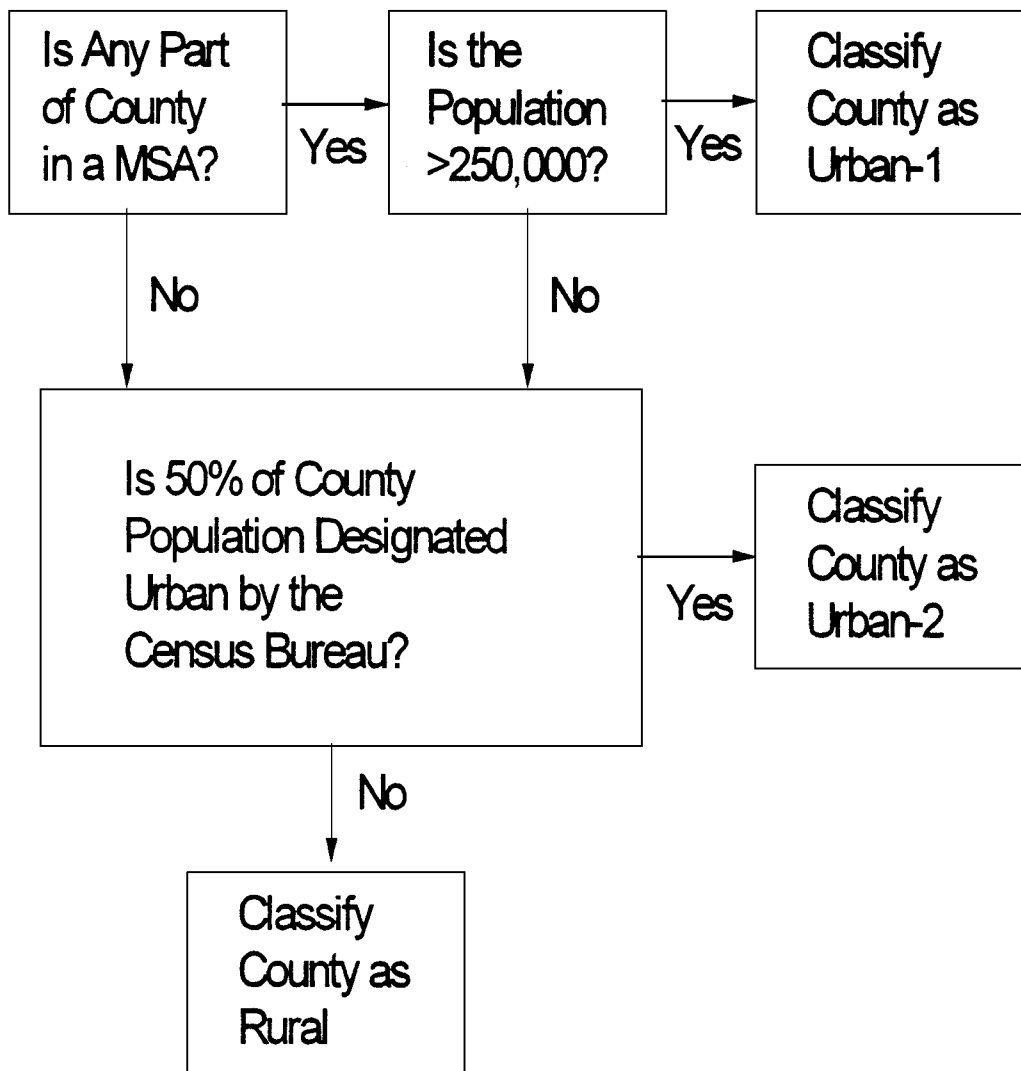 Is Any Part
of County
in a MSA?
Yes
Is the
Population
>250,000?
Yes
Classify
County as
Urban-1
No
No
Is 50% of County
Population Designated
Urban by the
Census Bureau?
Yes
Classify
County as
Urban-2
No
Classify
County as
Rural